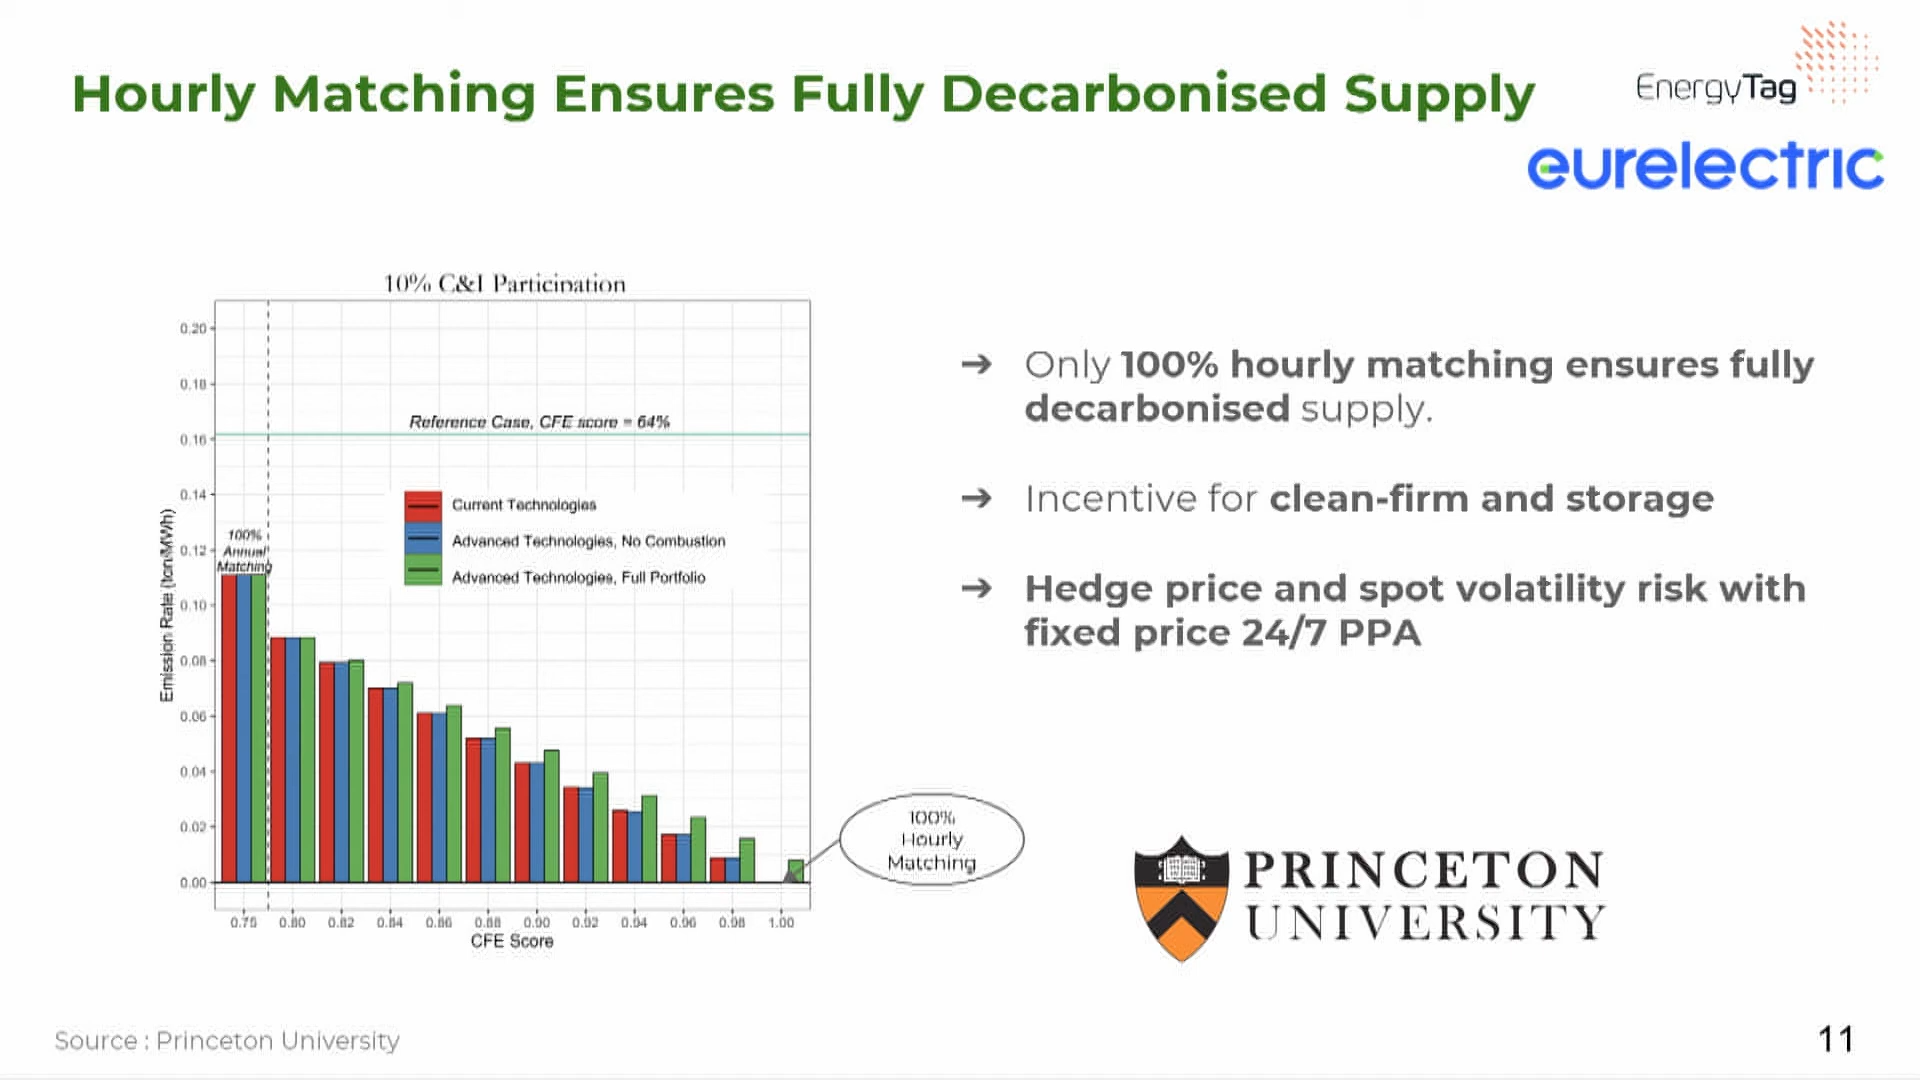 Hourly Matching Ensures Fully Decarbonised Supply
EnergyTag
eurelectric
10% C&I Participation
0.20
0.18
0.16
0.14
0.12
0.10
0.08
0.06
0.04
0.02
0.00
Emission Rate (ton/MWh)
Reference Case, CFE score = 64%
Current Technologies
Advanced Technologies, No Combustion
Advanced Technologies, Full Portfolio
100%
Annual
Matching
0.75 0.80 0.82 0.84 0.86 0.88 0.90 0.92 0.94 0.96 0.98 1.00
CFE Score
100%
Hourly
Matching
➔ Only 100% hourly matching ensures fully
decarbonised supply.
➔ Incentive for clean-firm and storage
➔ Hedge price and spot volatility risk with
fixed price 24/7 PPA
PRINCETON
UNIVERSITY
Source : Princeton University
11